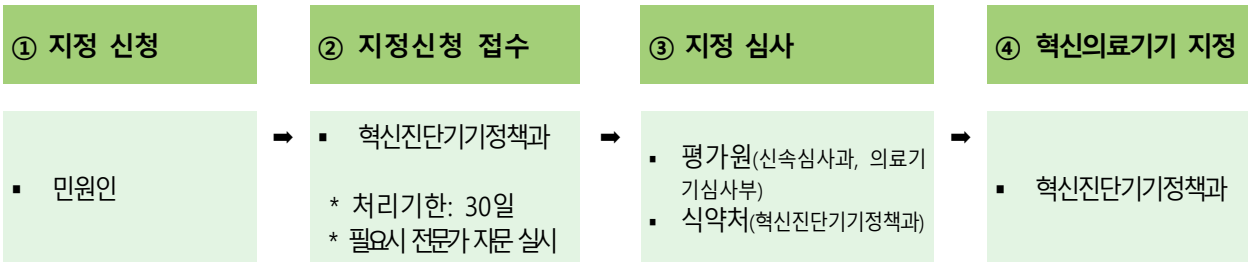 ① 지정 신청
② 지정신청 접수
③ 지정 심사
④ 혁신의료기기 지정
▪ 민원인
➡
▪ 혁신진단기기정책과
* 처리기한: 30일
* 필요시 전문가 자문 실시
➡
▪ 평가원(신속심사과, 의료기
기심사부)
▪ 식약처(혁신진단기기정책과)
➡
▪ 혁신진단기기정책과